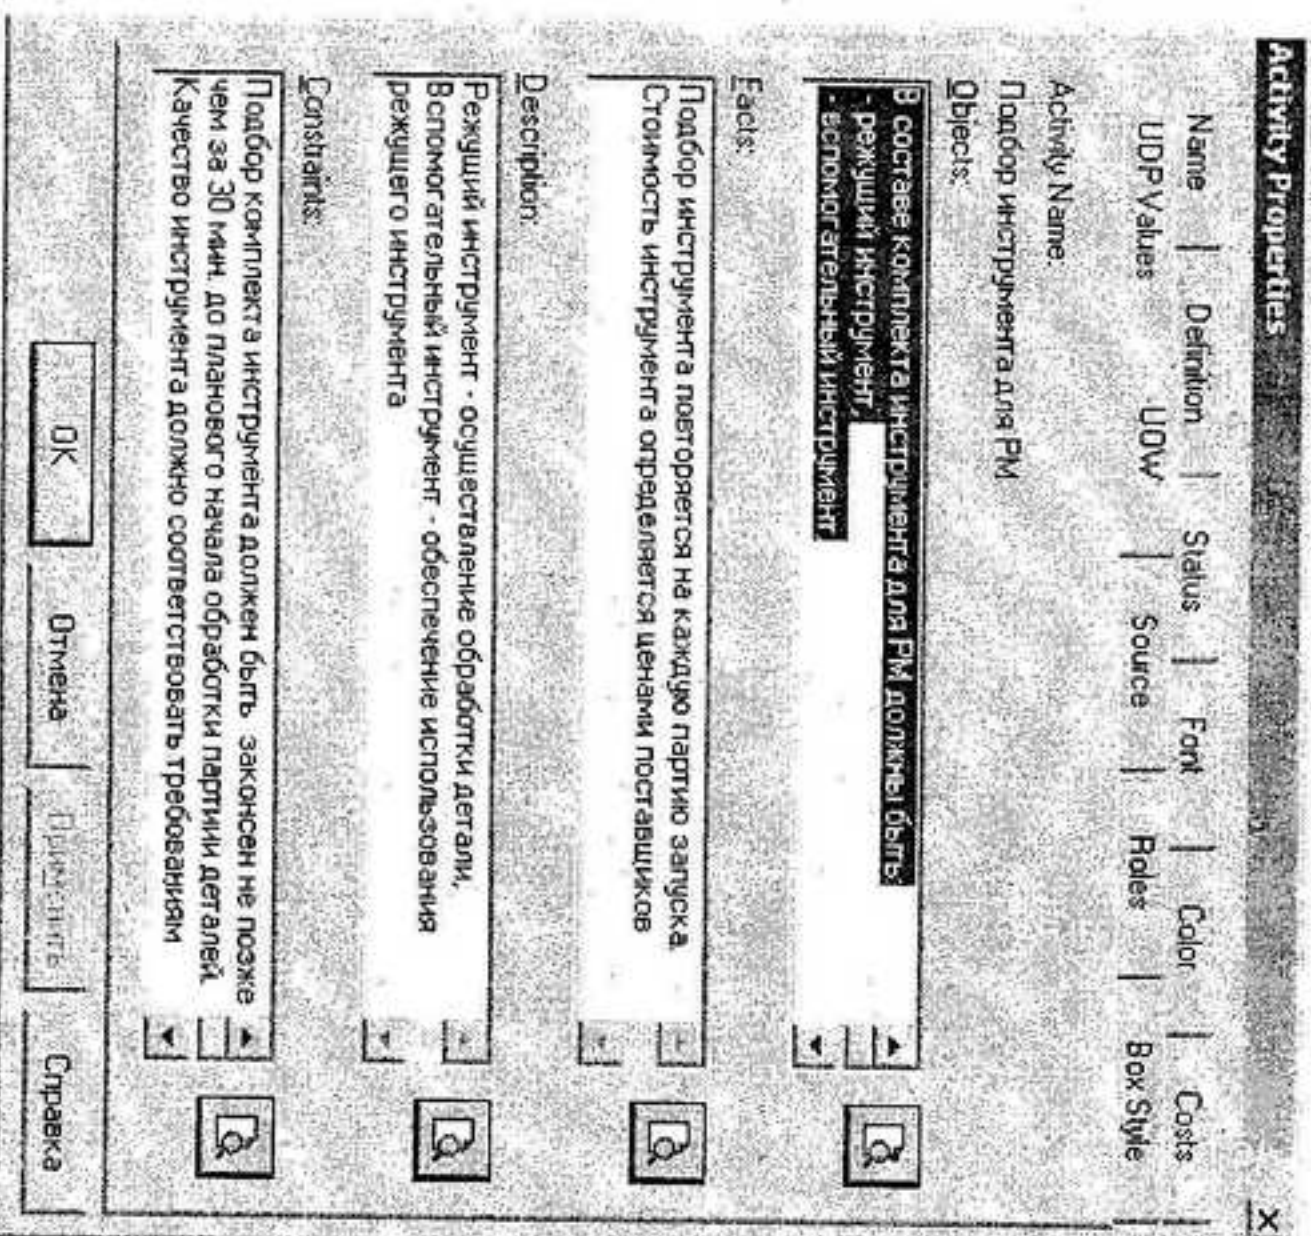 Activity Properties
Name Definition Status Font Color Costs
UDP Values UOW Source Roles Box Style
Activity Name:
Подбор инструмента для РМ
Objects:
В составе комплекта инструмента для РМ должны быть:
- режущий инструмент,
- вспомогательный инструмент.
Facts:
Подбор инструмента повторяется на каждую партию запуска.
Стоимость инструмента определяется ценами поставщиков
Description:
Режущий инструмент - осуществление обработки детали,
Вспомогательный инструмент - обеспечение использования
режущего инструмента
Constraints:
Подбор комплекта инструмента должен быть законсен не позже
чем за 30 мин. до планового начала обработки партиии деталей.
Качество инструмента должно соответствовать требованиям
OK Отмена Применить Справка